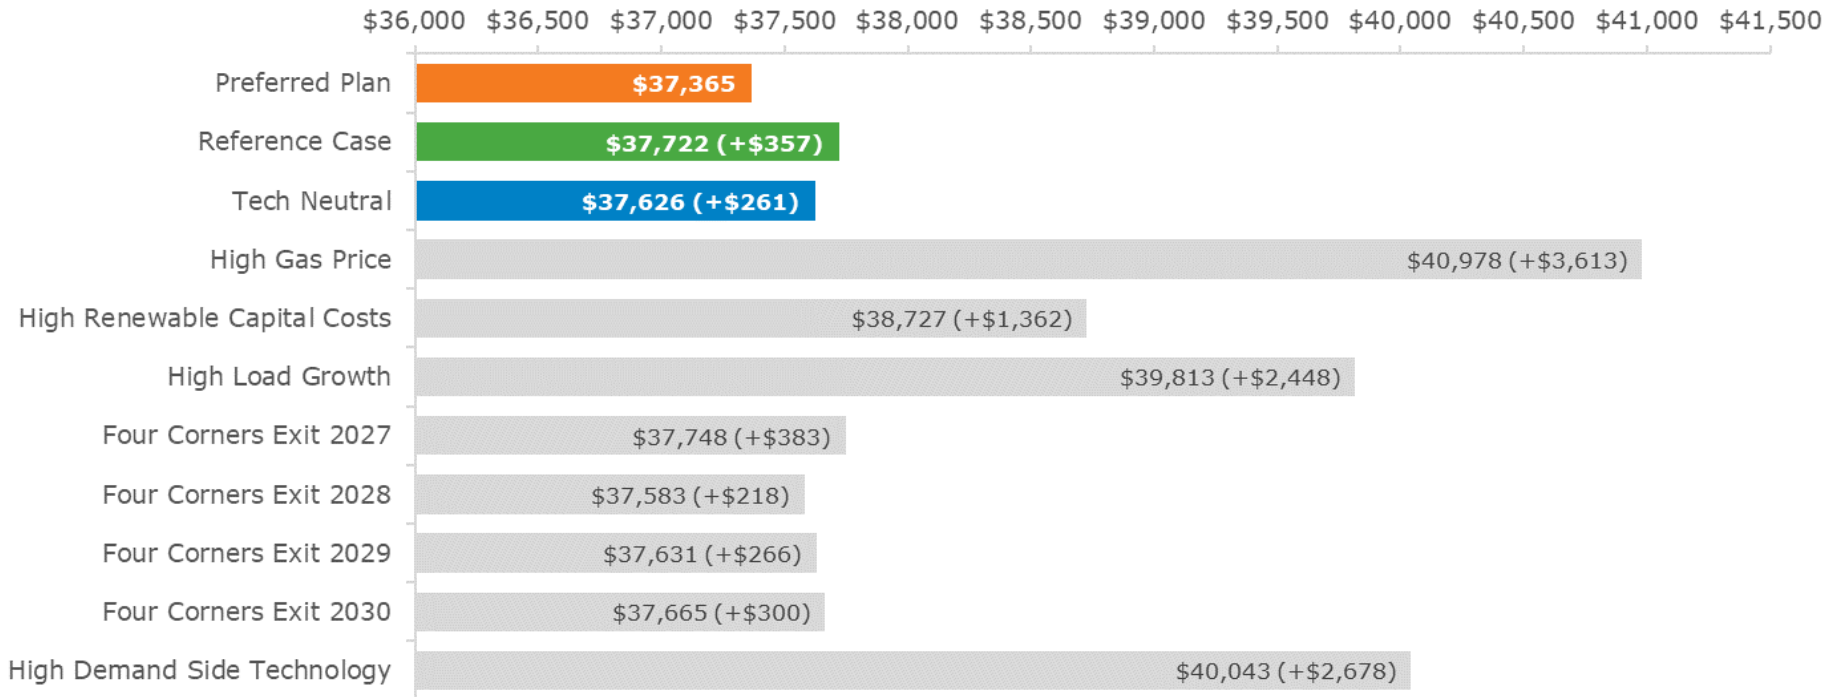 $36,000 $36,500 $37,000 $37,500 $38,000 $38,500 $39,000 $39,500 $40,000 $40,500 $41,000 $41,500
Preferred Plan $37,365
Reference Case $37,722 (+$357)
Tech Neutral $37,626 (+$261)
High Gas Price $40,978 (+$3,613)
High Renewable Capital Costs $38,727 (+$1,362)
High Load Growth $39,813 (+$2,448)
Four Corners Exit 2027 $37,748 (+$383)
Four Corners Exit 2028 $37,583 (+$218)
Four Corners Exit 2029 $37,631 (+$266)
Four Corners Exit 2030 $37,665 (+$300)
High Demand Side Technology $40,043 (+$2,678)